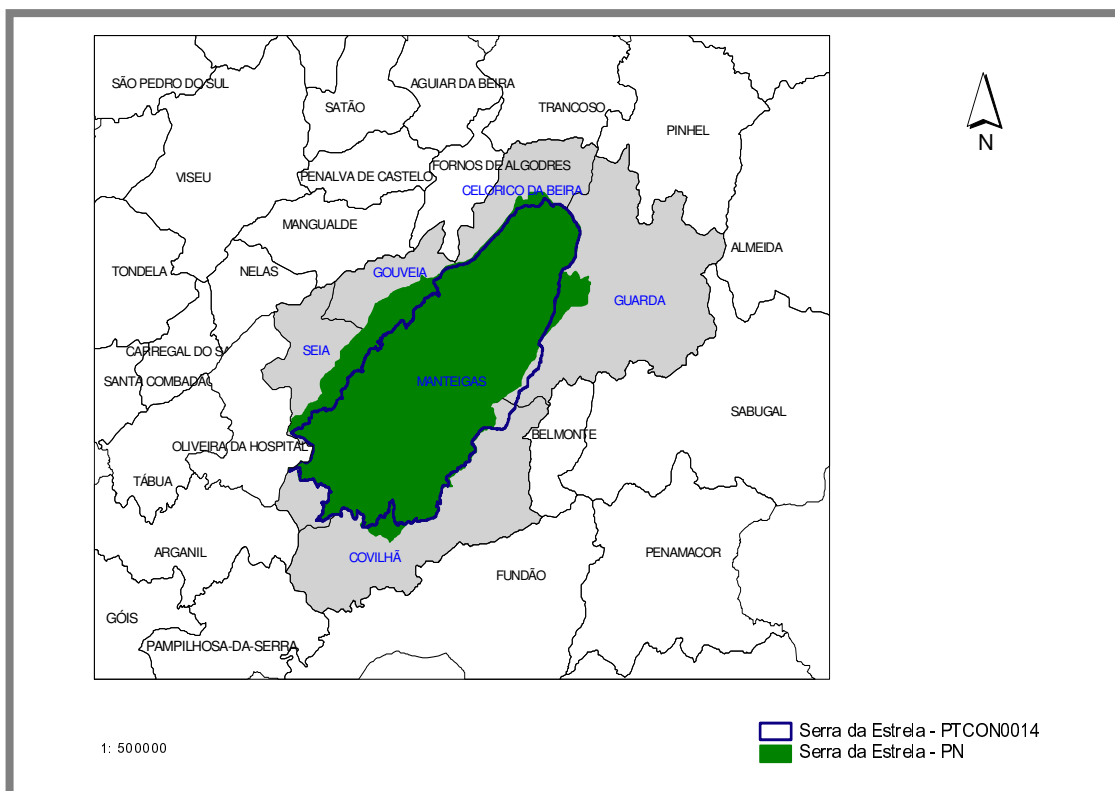 SÃO PEDRO DO SUL
AGUIAR DA BEIRA
SATÃO
TRANCOSO
PINHEL
VISEU
PENALVA DE CASTELO
FORNOS DE ALGODRES
CELORICO DA BEIRA
MANGUALDE
ALMEIDA
TONDELA
NELAS
GOUVEIA
GUARDA
CARREGAL DO SA
SEIA
SANTA COMBADÃO
MANTEIGAS
SABUGAL
OLIVEIRA DA HOSPITAL
BELMONTE
TÁBUA
ARGANIL
COVILHÃ
PENAMACOR
FUNDÃO
GÓIS
PAMPILHOSA-DA-SERRA
N
1: 500000
Serra da Estrela - PTCON0014
Serra da Estrela - PN